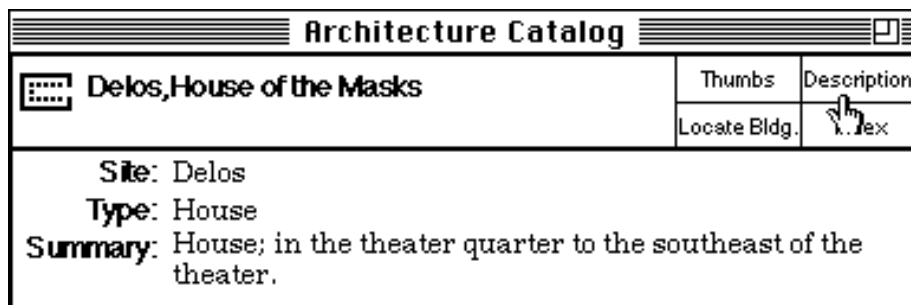 Architecture Catalog
Delos,House of the Masks
Thumbs
Description
Locate Bldg.
Site: Delos
Type: House
Summary: House; in the theater quarter to the southeast of the
theater.